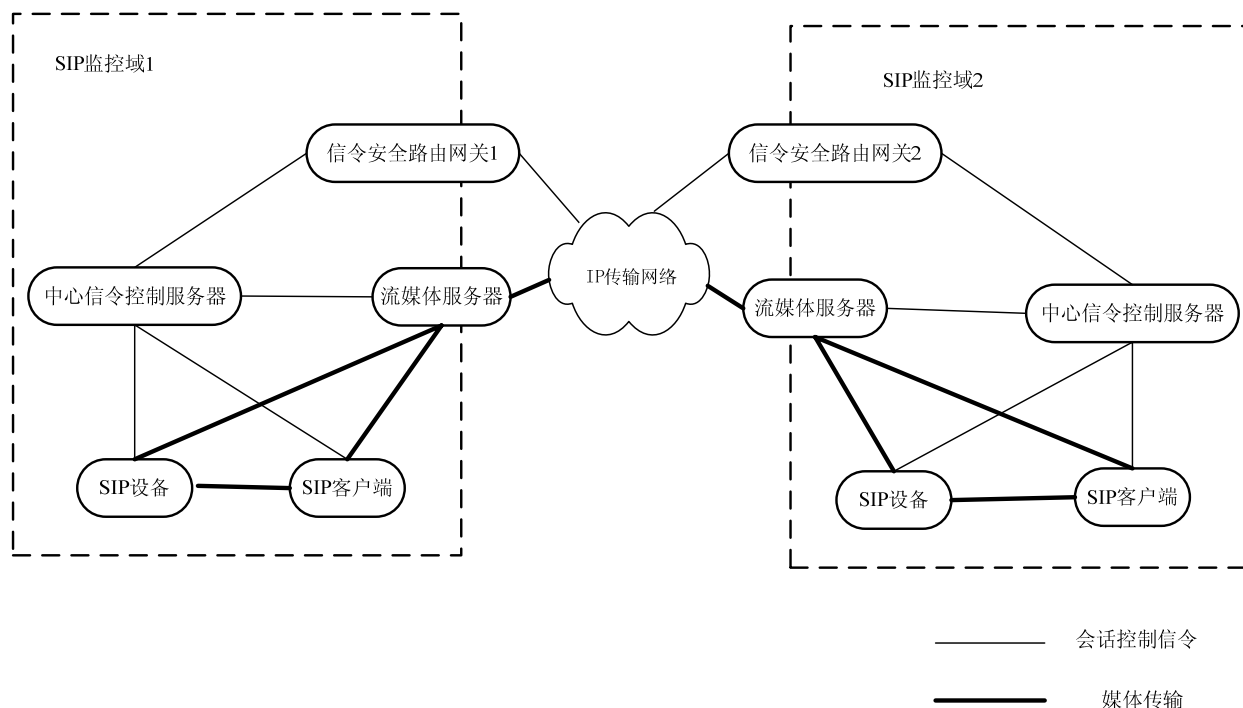 SIP监控域1
SIP监控域2
信令安全路由网关1
信令安全路由网关2
IP传输网络
中心信令控制服务器
流媒体服务器
流媒体服务器
中心信令控制服务器
SIP设备
SIP客户端
SIP设备
SIP客户端
会话控制信令
媒体传输